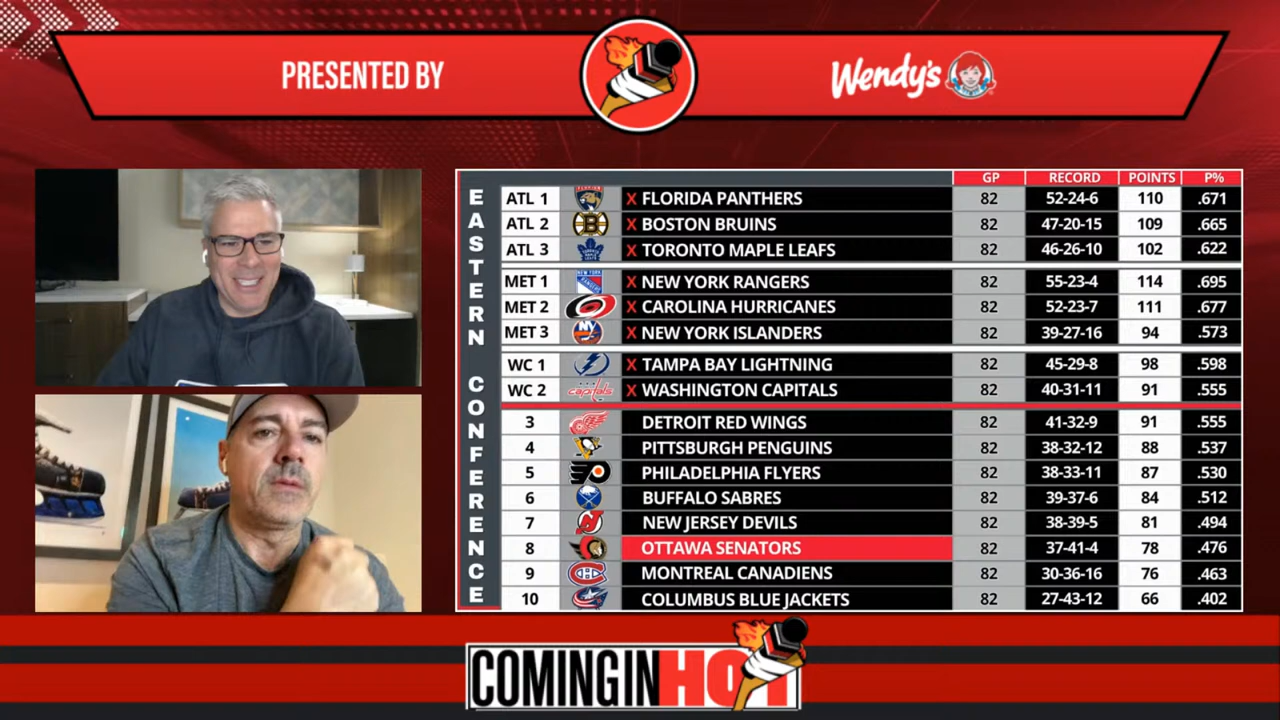 PRESENTED BY
Wendy's
EASTERN CONFERENCE
GP RECORD POINTS P%
ATL 1 X FLORIDA PANTHERS 82 52-24-6 110 .671
ATL 2 X BOSTON BRUINS 82 47-20-15 109 .665
ATL 3 X TORONTO MAPLE LEAFS 82 46-26-10 102 .622
MET 1 X NEW YORK RANGERS 82 55-23-4 114 .695
MET 2 X CAROLINA HURRICANES 82 52-23-7 111 .677
MET 3 X NEW YORK ISLANDERS 82 39-27-16 94 .573
WC 1 X TAMPA BAY LIGHTNING 82 45-29-8 98 .598
WC 2 capitals X WASHINGTON CAPITALS 82 40-31-11 91 .555
3 DETROIT RED WINGS 82 41-32-9 91 .555
4 PITTSBURGH PENGUINS 82 38-32-12 88 .537
5 PHILADELPHIA FLYERS 82 38-33-11 87 .530
6 BUFFALO SABRES 82 39-37-6 84 .512
7 NEW JERSEY DEVILS 82 38-39-5 81 .494
8 OTTAWA SENATORS 82 37-41-4 78 .476
9 MONTREAL CANADIENS 82 30-36-16 76 .463
10 COLUMBUS BLUE JACKETS 82 27-43-12 66 .402
COMING IN HOT